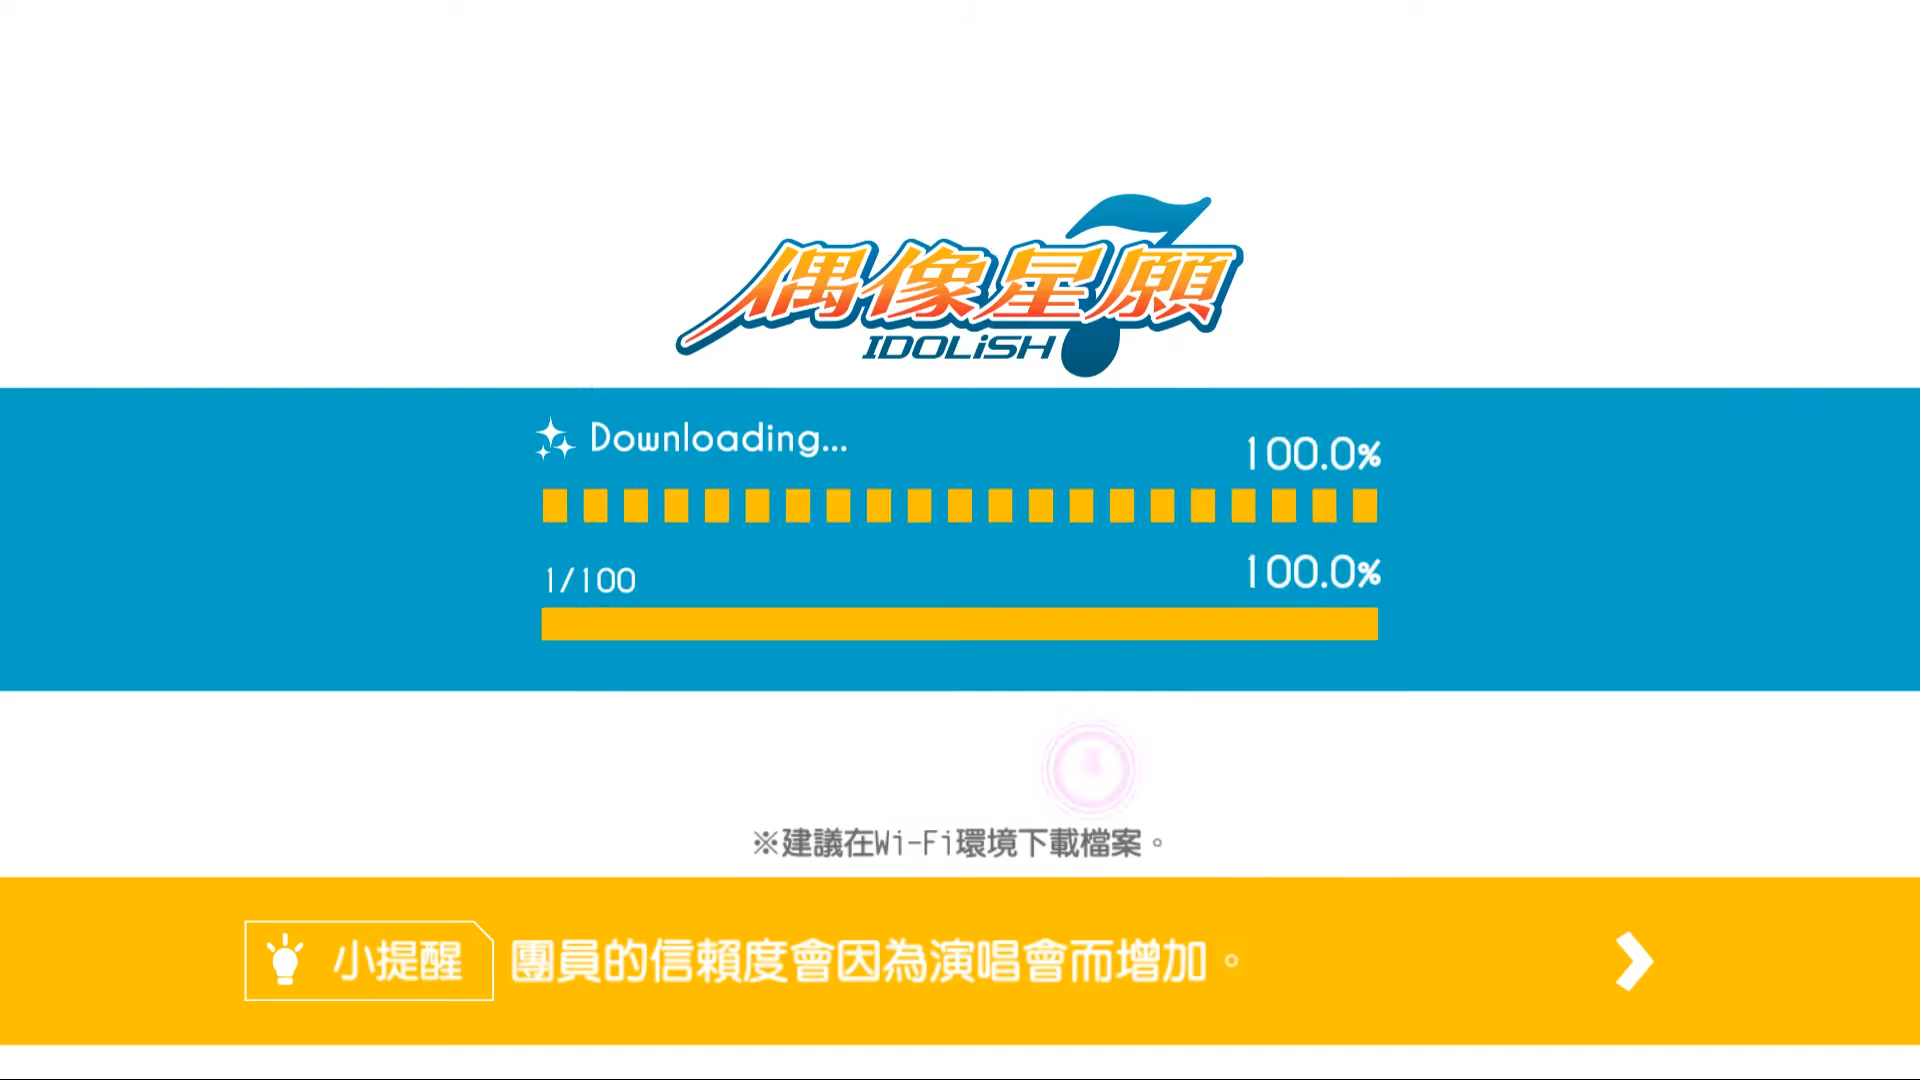 偶像星願
IDOLiSH7
Downloading...
100.0%
1/100
100.0%
※建議在Wi-Fi環境下載檔案。
小提醒
團員的信賴度會因為演唱會而增加。